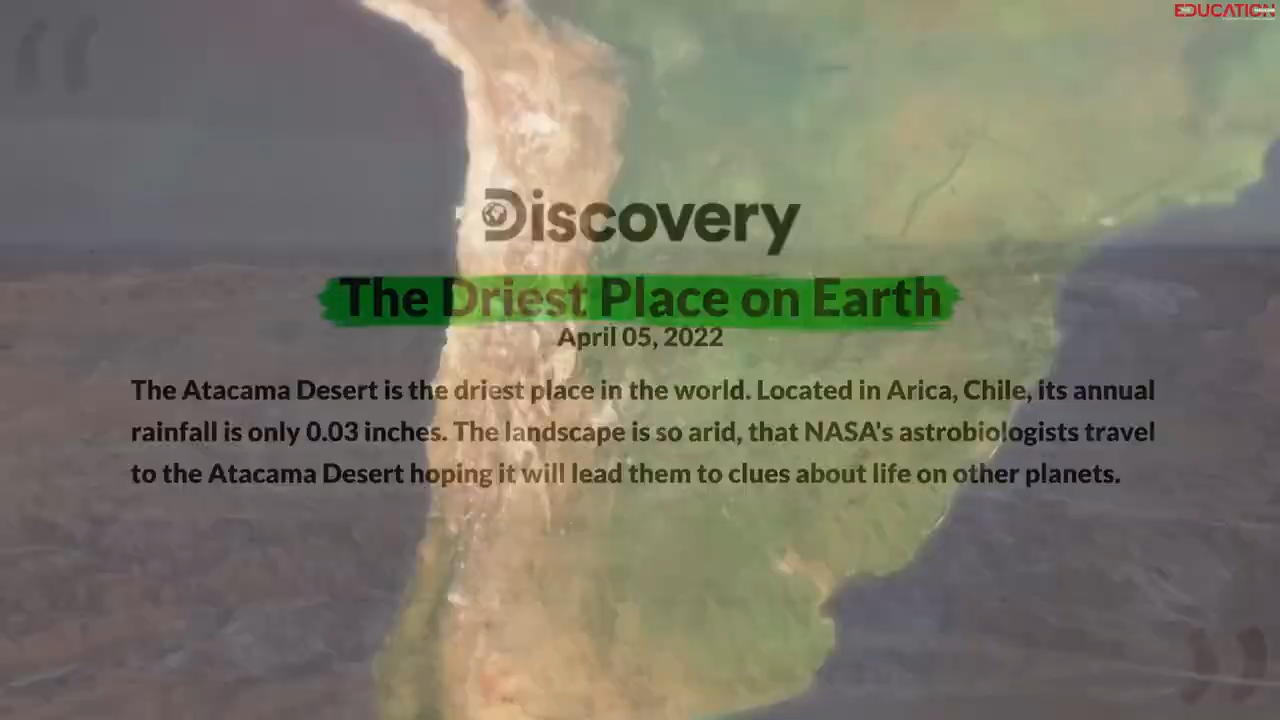 EDUCATION
Discovery
The Driest Place on Earth
April 05, 2022
The Atacama Desert is the driest place in the world. Located in Arica, Chile, its annual
rainfall is only 0.03 inches. The landscape is so arid, that NASA's astrobiologists travel
to the Atacama Desert hoping it will lead them to clues about life on other planets.